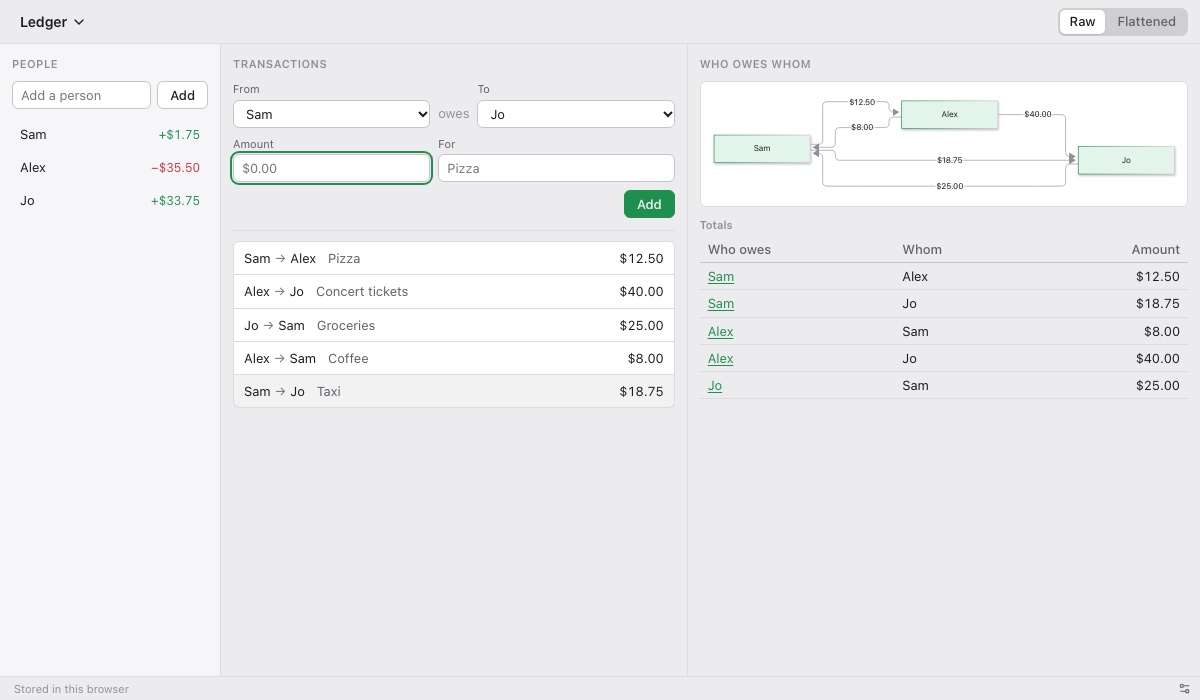 Ledger
Raw Flattened
PEOPLE
Add a person Add
Sam +$1.75
Alex −$35.50
Jo +$33.75
TRANSACTIONS
From To
Sam owes Jo
Amount For
$0.00 Pizza
Add
Sam → Alex Pizza $12.50
Alex → Jo Concert tickets $40.00
Jo → Sam Groceries $25.00
Alex → Sam Coffee $8.00
Sam → Jo Taxi $18.75
WHO OWES WHOM
$12.50
Alex
$40.00
$8.00
Sam
$18.75
Jo
$25.00
Totals
Who owes Whom Amount
Sam Alex $12.50
Sam Jo $18.75
Alex Sam $8.00
Alex Jo $40.00
Jo Sam $25.00
Stored in this browser